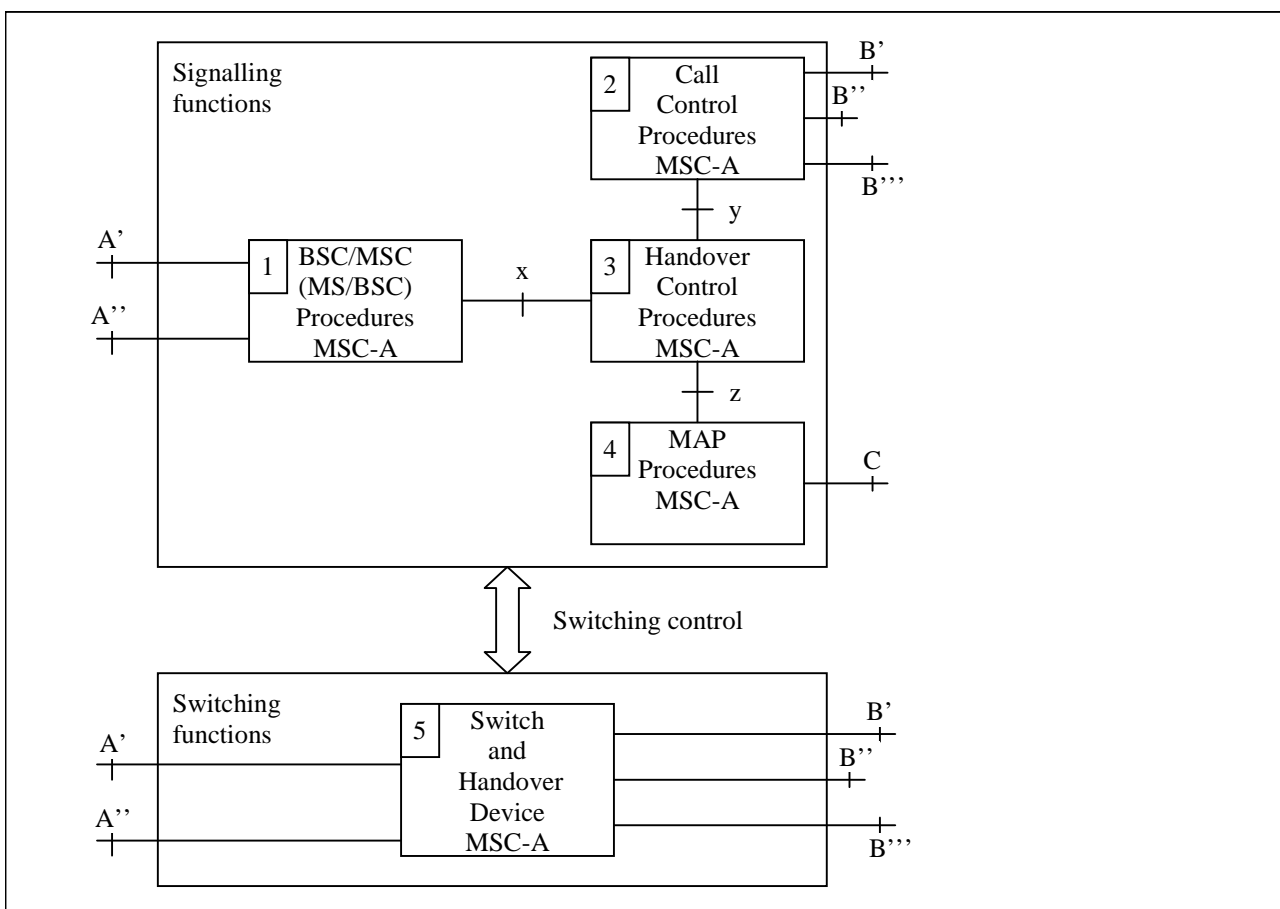 Signalling
functions
2
Call
Control
Procedures
MSC-A
B'
B''
B'''
y
A'
A''
1
BSC/MSC
(MS/BSC)
Procedures
MSC-A
x
3
Handover
Control
Procedures
MSC-A
z
4
MAP
Procedures
MSC-A
C
Switching control
Switching
functions
A'
A''
5
Switch
and
Handover
Device
MSC-A
B'
B''
B'''